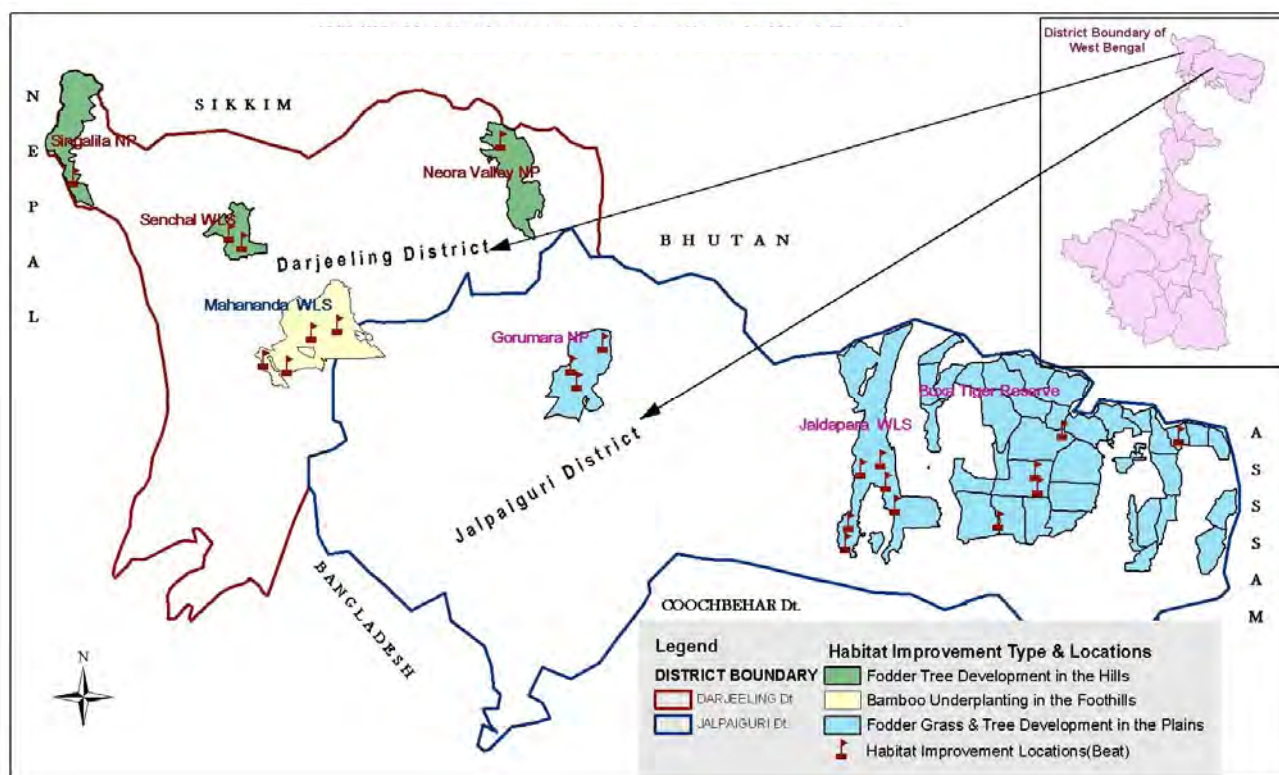 District Boundary of
West Bengal
N E P A L
SIKKIM
Singalila NP
Neora Valley NP
Senchal WLS
Darjeeling District
BHUTAN
Mahananda WLS
Gorumara NP
Buxa Tiger Reserve
Jaldapara WLS
Jalpaiguri District
A S S S A M
BANGLADESH
COOCHBEHAR Dt.
N
Legend
DISTRICT BOUNDARY
DARJEELING Dt
JALPAIGURI Dt.
Habitat Improvement Type & Locations
Fodder Tree Development in the Hills
Bamboo Underplanting in the Foothills
Fodder Grass & Tree Development in the Plains
Habitat Improvement Locations(Beat)